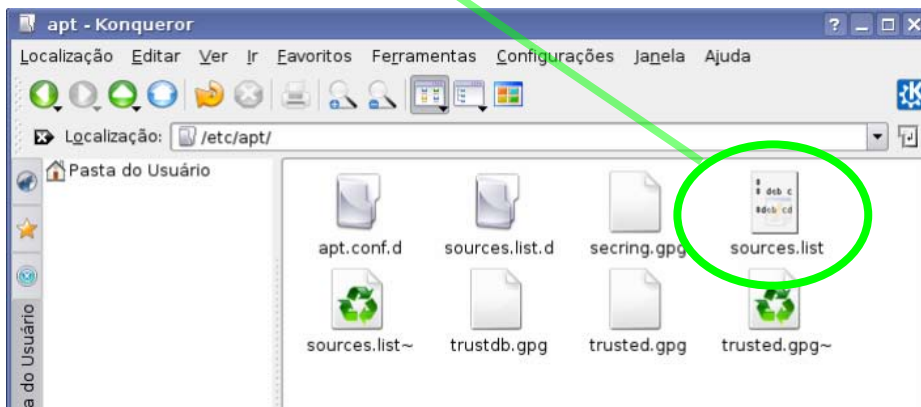 apt - Konqueror
Localização Editar Ver Ir Favoritos Ferramentas Configurações Janela Ajuda
Localização: /etc/apt/
Pasta do Usuário
apt.conf.d sources.list.d secring.gpg sources.list
sources.list~ trustdb.gpg trusted.gpg trusted.gpg~
do Usuário